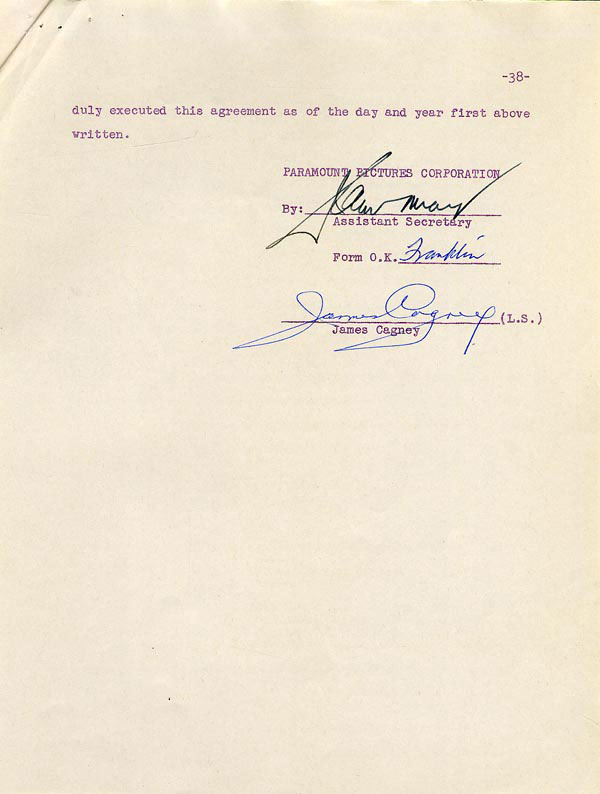 -38-
duly executed this agreement as of the day and year first above
written.
PARAMOUNT PICTURES CORPORATION
By:
Assistant Secretary
Form O.K. Franklin
James Cagney (L.S.)
James Cagney